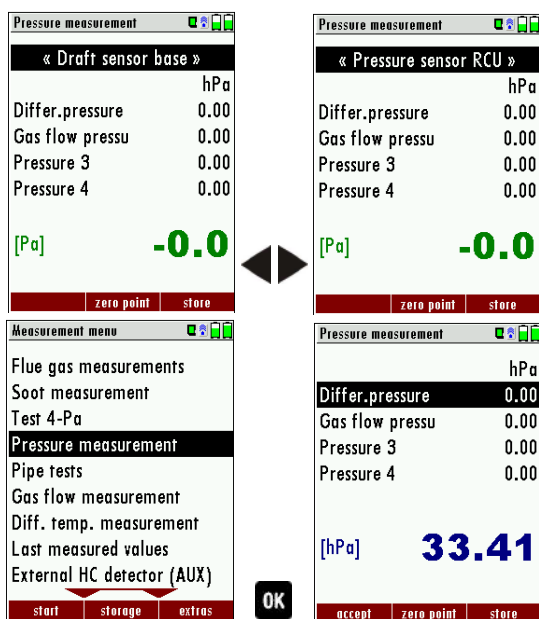 Pressure measurement
« Draft sensor base »
hPa
Differ.pressure 0.00
Gas flow pressu 0.00
Pressure 3 0.00
Pressure 4 0.00
[Pa] -0.0
zero point store
Pressure measurement
« Pressure sensor RCU »
hPa
Differ.pressure 0.00
Gas flow pressu 0.00
Pressure 3 0.00
Pressure 4 0.00
[Pa] -0.0
zero point store
Measurement menu
Flue gas measurements
Soot measurement
Test 4-Pa
Pressure measurement
Pipe tests
Gas flow measurement
Diff. temp. measurement
Last measured values
External HC detector (AUX)
start storage extras
OK
Pressure measurement
hPa
Differ.pressure 0.00
Gas flow pressu 0.00
Pressure 3 0.00
Pressure 4 0.00
[hPa] 33.41
accept zero point store